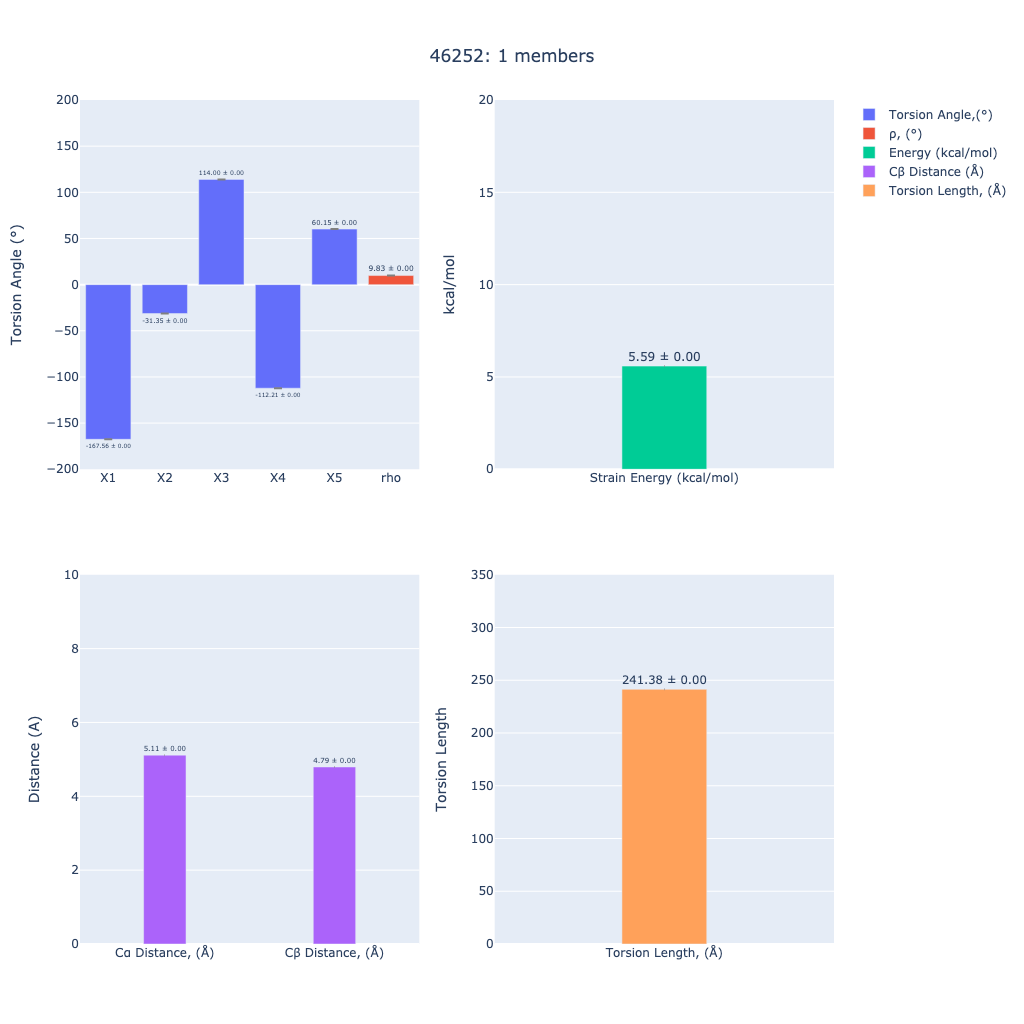 46252: 1 members
Torsion Angle (°)
200
150
100
50
0
−50
−100
−150
−200
-167.56 ± 0.00
-31.35 ± 0.00
114.00 ± 0.00
-112.21 ± 0.00
60.15 ± 0.00
9.83 ± 0.00
X1 X2 X3 X4 X5 rho
kcal/mol
20
15
10
5
0
5.59 ± 0.00
Strain Energy (kcal/mol)
Torsion Angle,(°)
ρ, (°)
Energy (kcal/mol)
Cβ Distance (Å)
Torsion Length, (Å)
Distance (A)
10
8
6
4
2
0
5.11 ± 0.00
4.79 ± 0.00
Cα Distance, (Å) Cβ Distance, (Å)
Torsion Length
350
300
250
200
150
100
50
0
241.38 ± 0.00
Torsion Length, (Å)